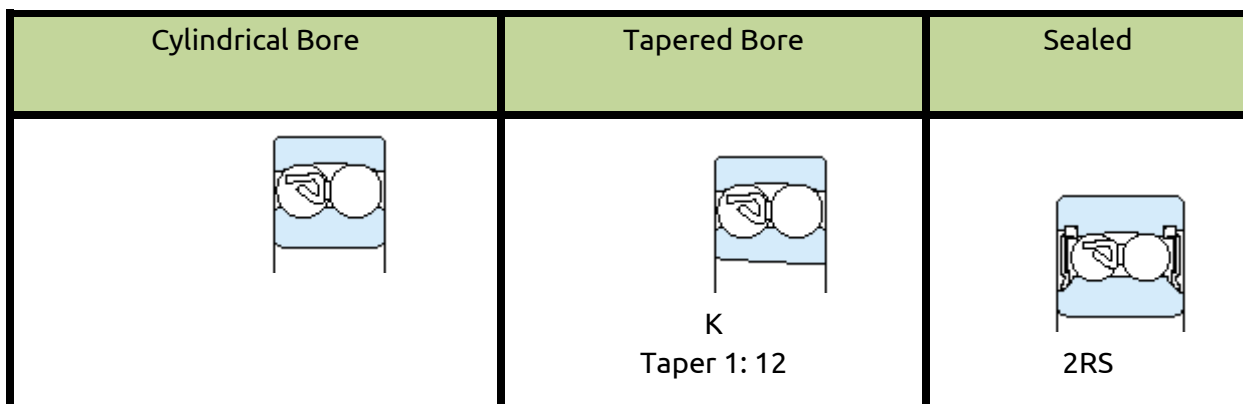 Cylindrical Bore
Tapered Bore
Sealed
K
Taper 1: 12
2RS